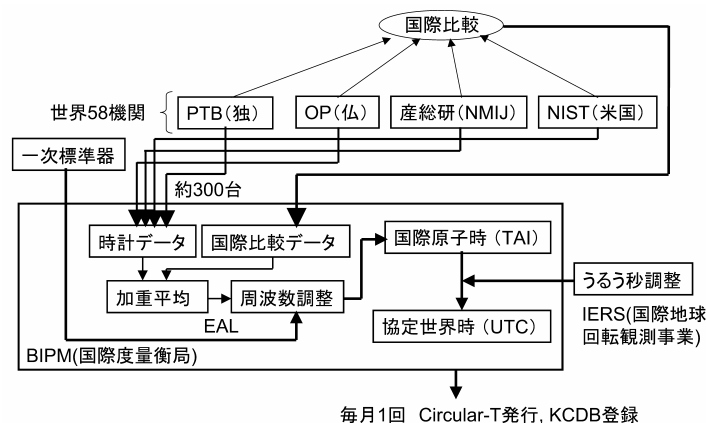 国際比較
世界58機関
PTB(独)
OP(仏)
産総研(NMIJ)
NIST(米国)
一次標準器
約300台
時計データ
国際比較データ
国際原子時(TAI)
うるう秒調整
加重平均
周波数調整
EAL
協定世界時(UTC)
IERS(国際地球
回転観測事業)
BIPM(国際度量衡局)
毎月1回 Circular-T発行, KCDB登録